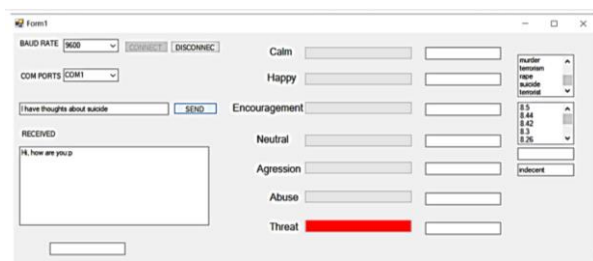 Form1
BAUD RATE 9600 CONNECT DISCONNEC
COM PORTS COM1
I have thoughts about suicide SEND
RECEIVED
Hi, how are you:p
Calm
Happy
Encouragement
Neutral
Agression
Abuse
Threat
murder
terrorism
rape
suicide
terrorist
8.5
8.44
8.42
8.3
8.26
indecent